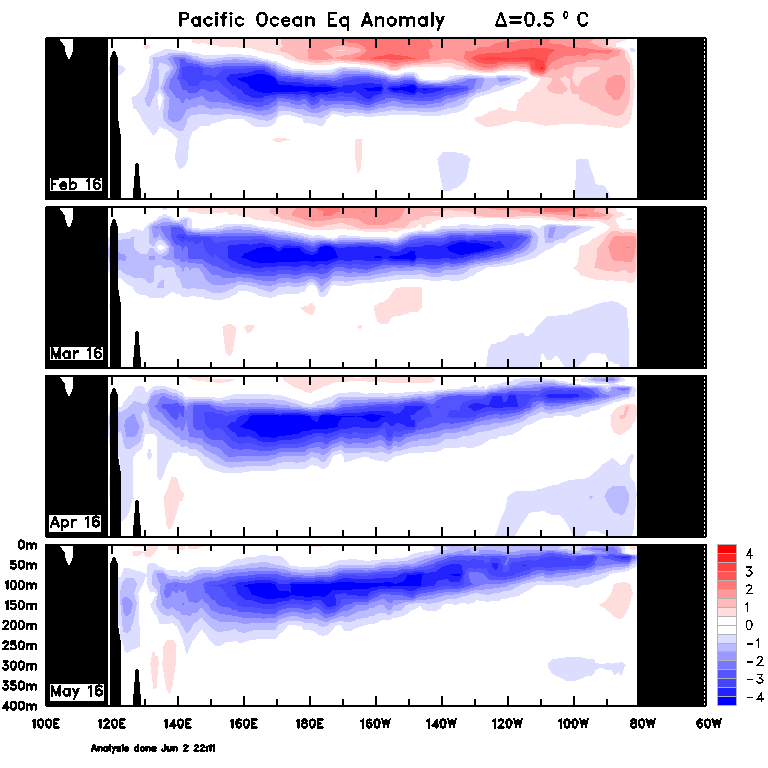 Pacific Ocean Eq Anomaly Δ=0.5 ° C
Feb 16
Mar 16
Apr 16
0m
50m
100m
150m
200m
250m
300m
350m
400m
May 16
4
3
2
1
0
-1
-2
-3
-4
100E 120E 140E 160E 180E 160W 140W 120W 100W 80W 60W
Analysis done Jun 2